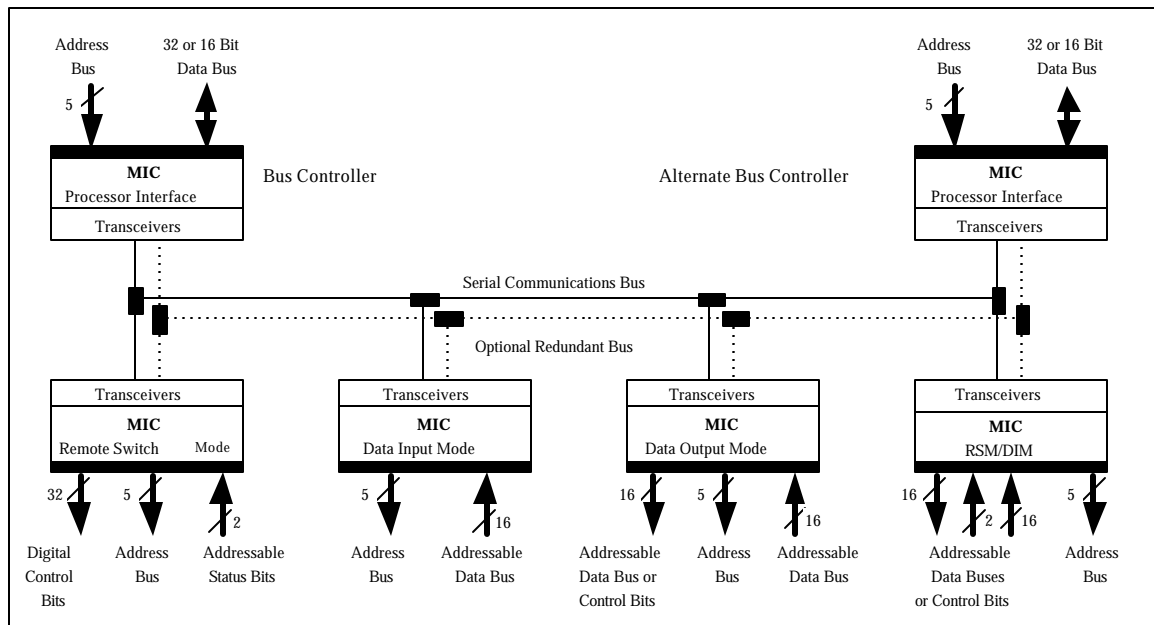 Address
Bus
32 or 16 Bit
Data Bus
5
MIC
Processor Interface
Transceivers
Bus Controller
Alternate Bus Controller
Address
Bus
32 or 16 Bit
Data Bus
5
MIC
Processor Interface
Transceivers
Serial Communications Bus
Optional Redundant Bus
Transceivers
MIC
Remote Switch Mode
32
5
2
Digital
Control
Bits
Address
Bus
Addressable
Status Bits
Transceivers
MIC
Data Input Mode
5
16
Address
Bus
Addressable
Data Bus
Transceivers
MIC
Data Output Mode
16
5
16
Addressable
Data Bus or
Control Bits
Address
Bus
Addressable
Data Bus
Transceivers
MIC
RSM/DIM
16
2
16
5
Addressable
Data Buses
or Control Bits
Address
Bus